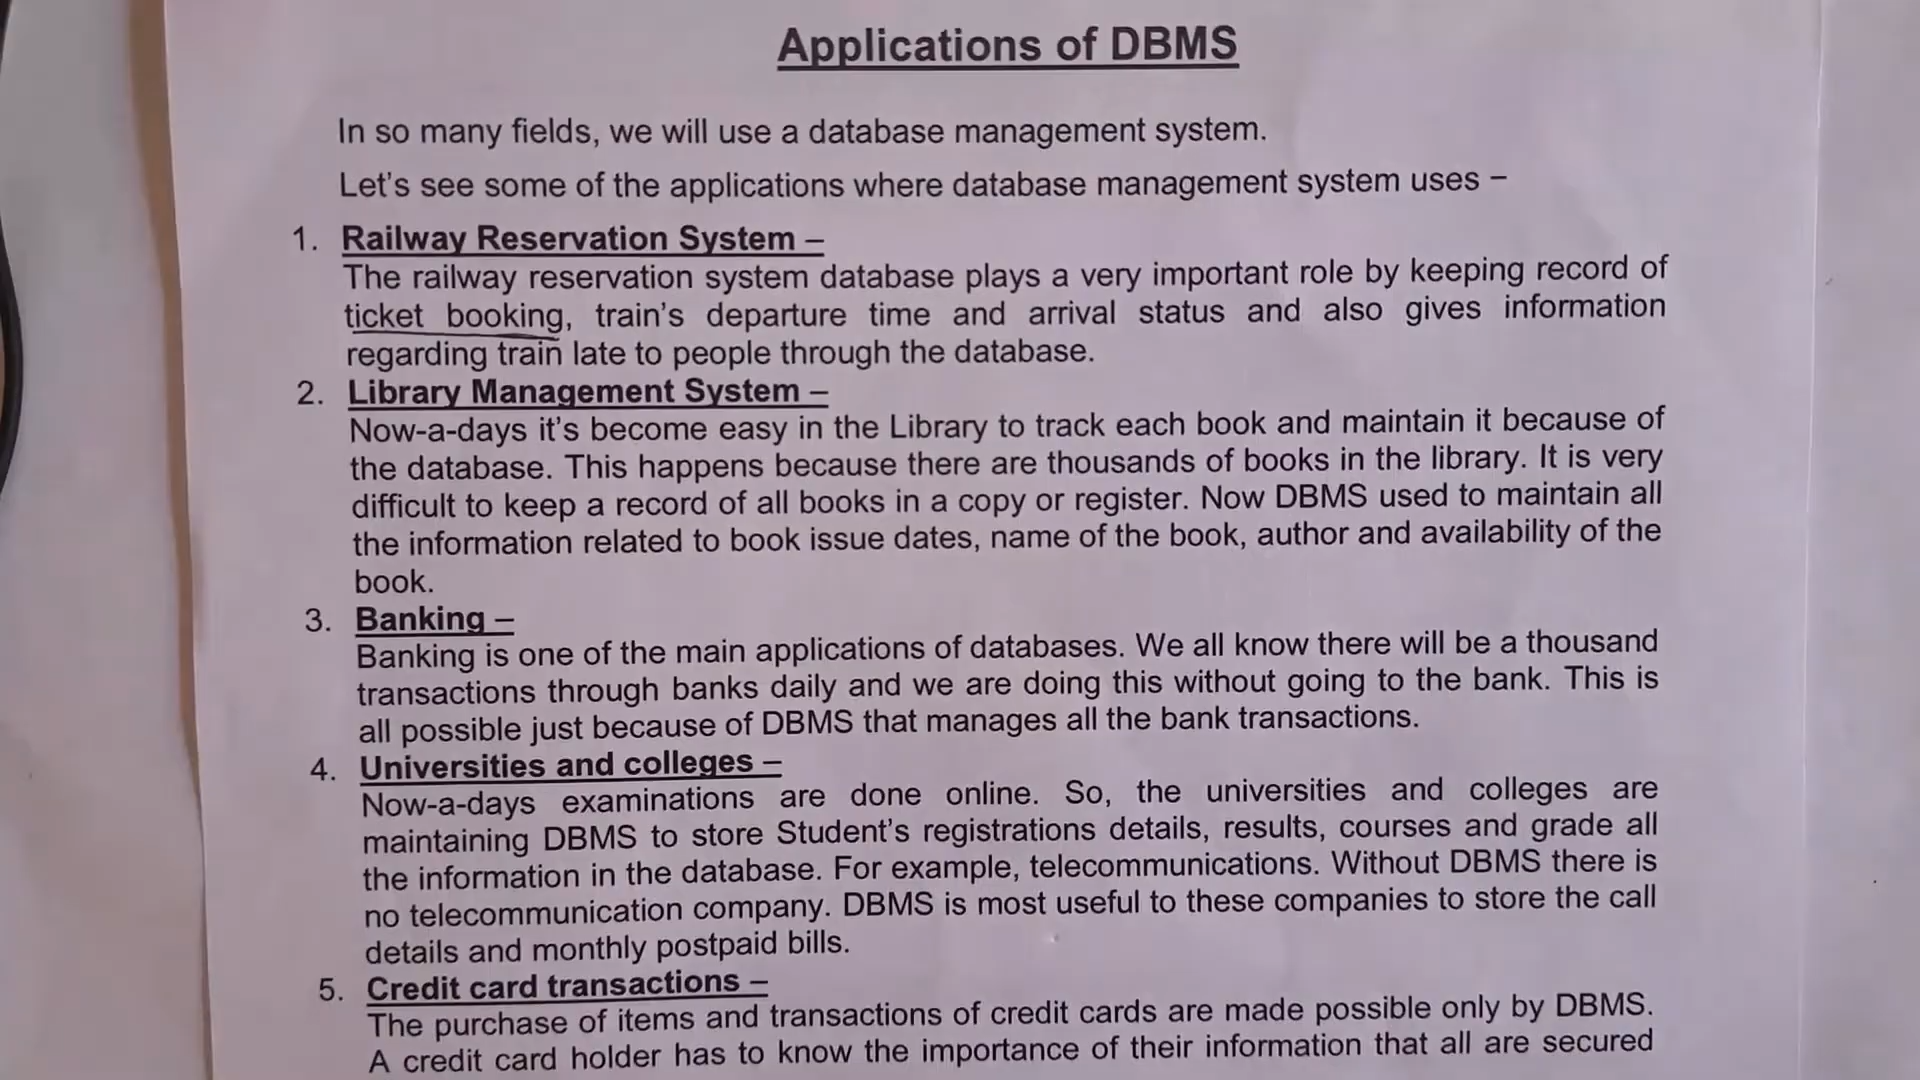 Applications of DBMS
In so many fields, we will use a database management system.
Let's see some of the applications where database management system uses –
1. Railway Reservation System –
The railway reservation system database plays a very important role by keeping record of
ticket booking, train's departure time and arrival status and also gives information
regarding train late to people through the database.
2. Library Management System –
Now-a-days it's become easy in the Library to track each book and maintain it because of
the database. This happens because there are thousands of books in the library. It is very
difficult to keep a record of all books in a copy or register. Now DBMS used to maintain all
the information related to book issue dates, name of the book, author and availability of the
book.
3. Banking –
Banking is one of the main applications of databases. We all know there will be a thousand
transactions through banks daily and we are doing this without going to the bank. This is
all possible just because of DBMS that manages all the bank transactions.
4. Universities and colleges –
Now-a-days examinations are done online. So, the universities and colleges are
maintaining DBMS to store Student's registrations details, results, courses and grade all
the information in the database. For example, telecommunications. Without DBMS there is
no telecommunication company. DBMS is most useful to these companies to store the call
details and monthly postpaid bills.
5. Credit card transactions –
The purchase of items and transactions of credit cards are made possible only by DBMS.
A credit card holder has to know the importance of their information that all are secured